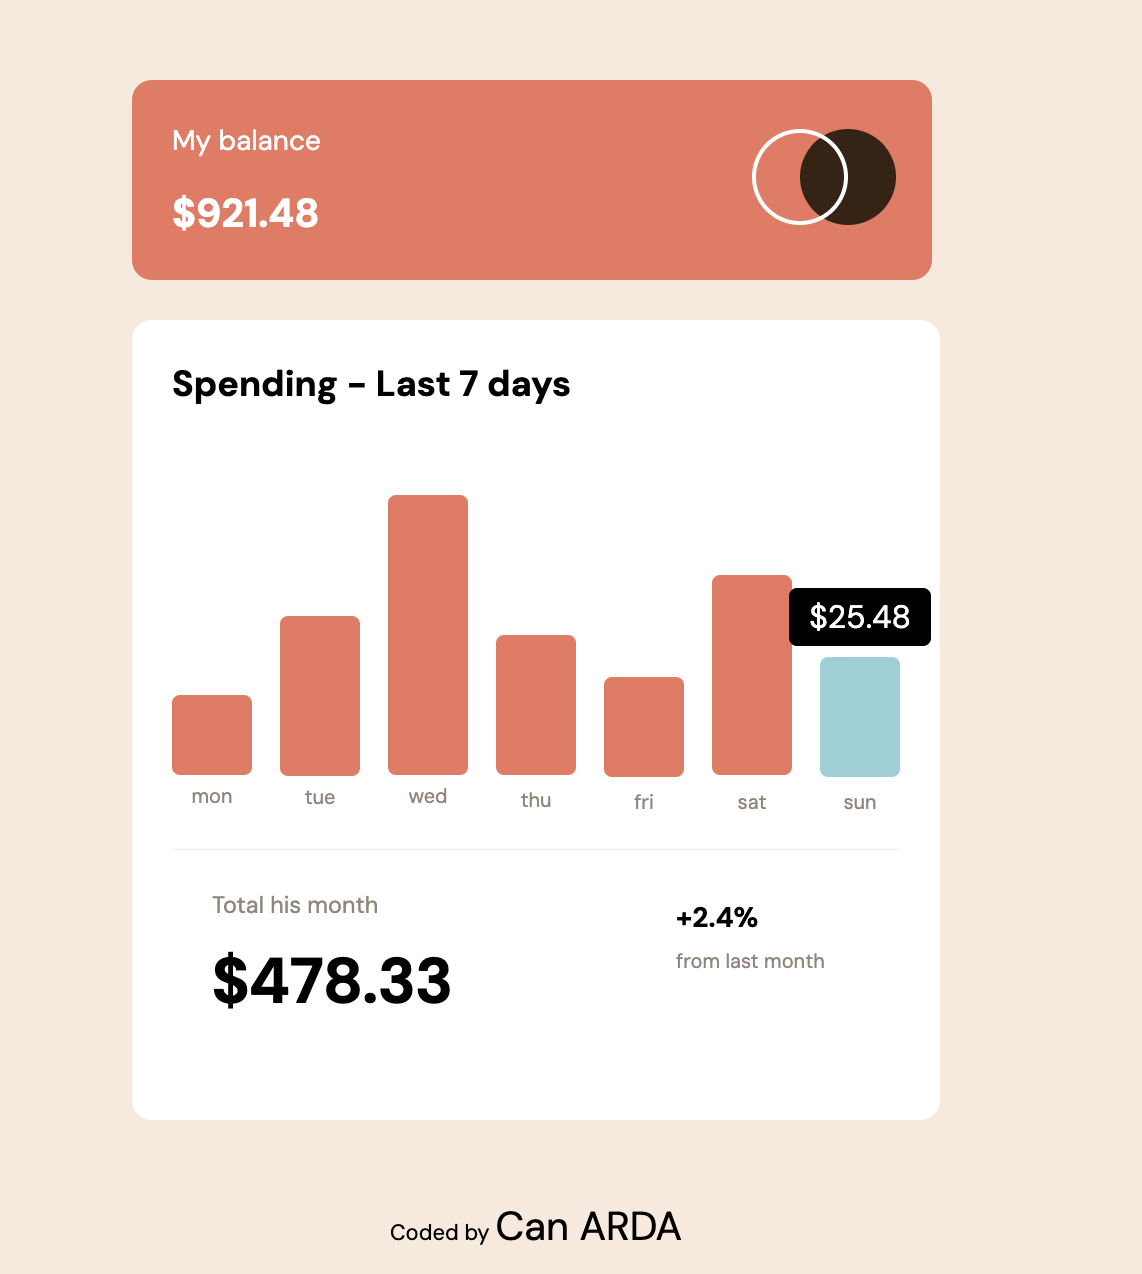 My balance
$921.48
Spending - Last 7 days
$25.48
mon tue wed thu fri sat sun
Total his month
$478.33
+2.4%
from last month
Coded by Can ARDA